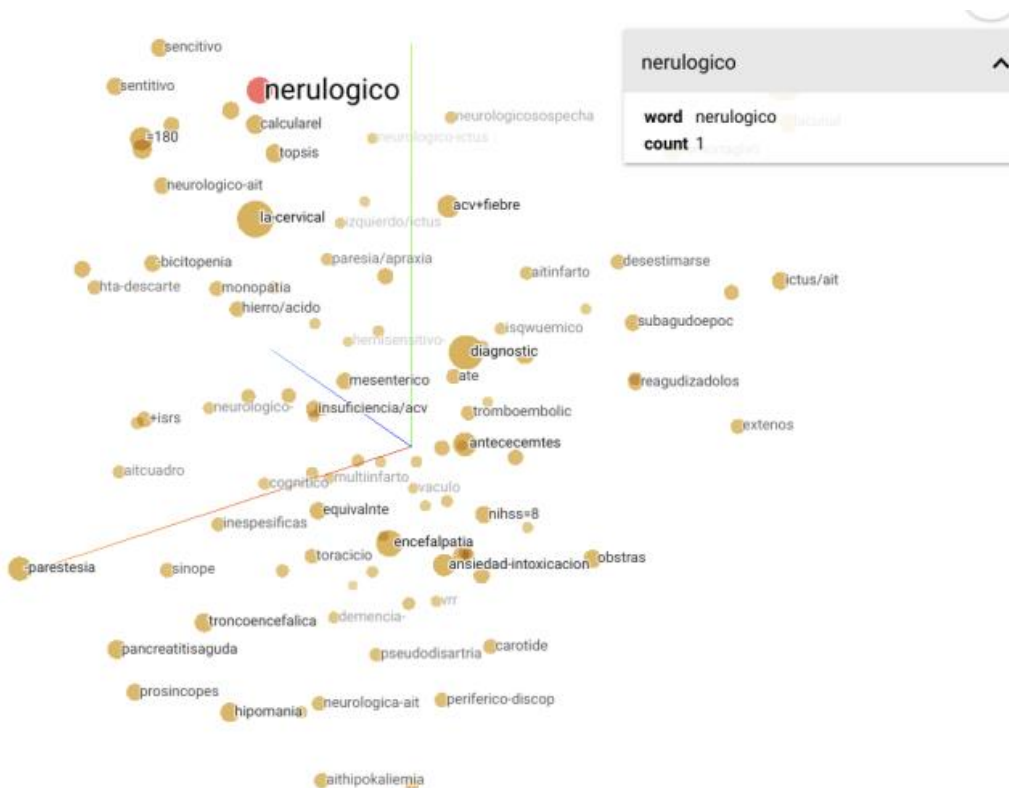 sencitivo
sentitivo
nerulogico
nerulogico
word nerulogico
count 1
neurologicosospecha
=180
calcularel
neurologico-ictus
topsis
neurologico-ait
la-cervical
izquierdo/ictus
acv+fiebre
-bicitopenia
paresia/apraxia
aitinfarto
desestimarse
hta-descarte
monopatia
ictus/ait
hierro/acido
subagudoepoc
isqwuemico
hemisensitivo-
diagnostic
mesenterico
ate
reagudizadolos
neurologico-
insuficiencia/acv
tromboembolic
+isrs
extenos
antececemtes
aitcuadro
cognitico
multiinfarto
vaculo
equivalnte
nihss=8
inespesificas
encefalpatia
toracicio
ansiedad-intoxicacion
obstras
-parestesia
sinope
vrr
demencia-
troncoencefalica
pancreatitisaguda
pseudodisartria
carotide
prosincopes
neurologica-ait
periferico-discop
hipomania
aithipokaliemia